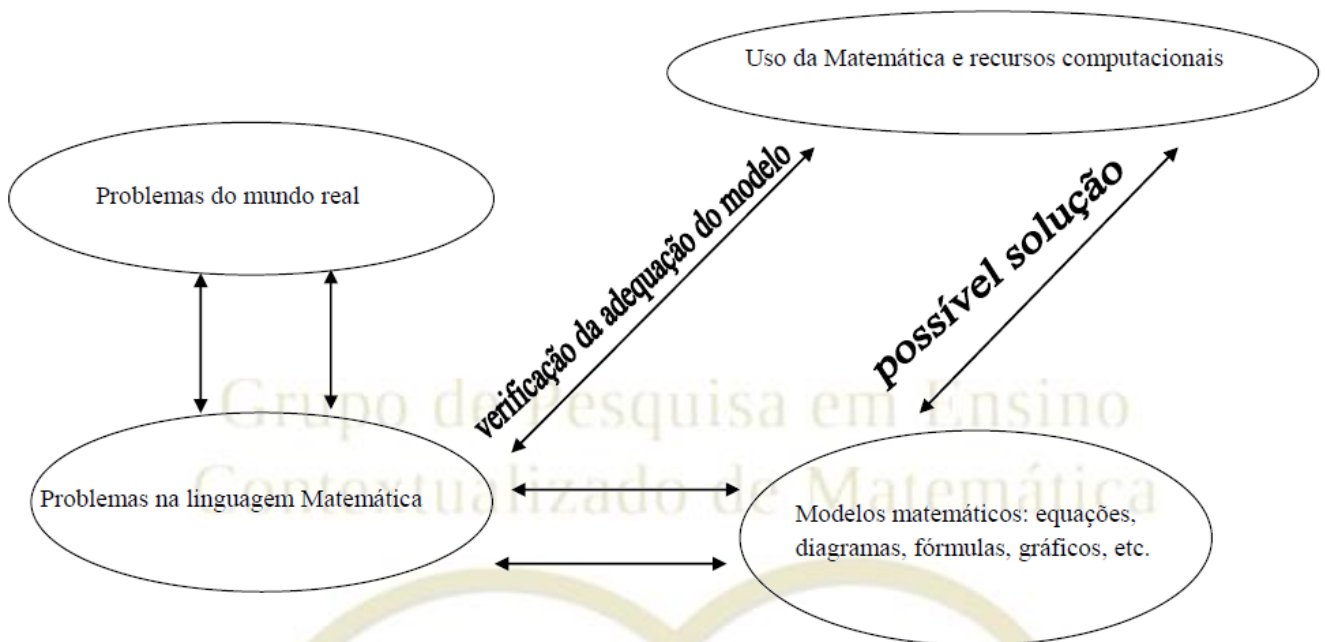 Uso da Matemática e recursos computacionais
Problemas do mundo real
verificação da adequação do modelo
possível solução
Grupo de Pesquisa em Ensino
Contextualizado de Matemática
Problemas na linguagem Matemática
Modelos matemáticos: equações,
diagramas, fórmulas, gráficos, etc.